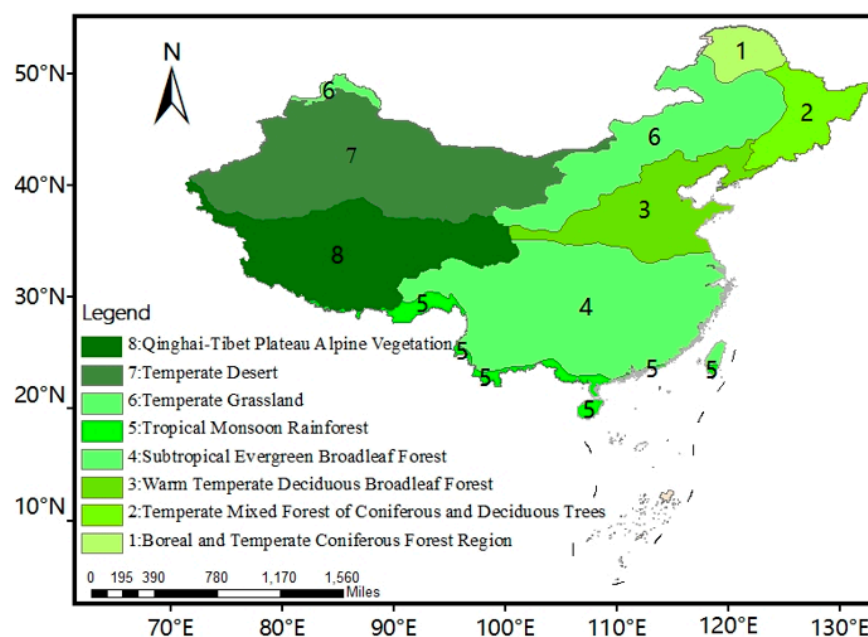 N
50°N
40°N
30°N
20°N
10°N
1
2
6
6
7
3
8
4
5
5
5
5
5
5
Legend
8:Qinghai-Tibet Plateau Alpine Vegetation
7:Temperate Desert
6:Temperate Grassland
5:Tropical Monsoon Rainforest
4:Subtropical Evergreen Broadleaf Forest
3:Warm Temperate Deciduous Broadleaf Forest
2:Temperate Mixed Forest of Coniferous and Deciduous Trees
1:Boreal and Temperate Coniferous Forest Region
0 195 390 780 1,170 1,560
Miles
70°E 80°E 90°E 100°E 110°E 120°E 130°E